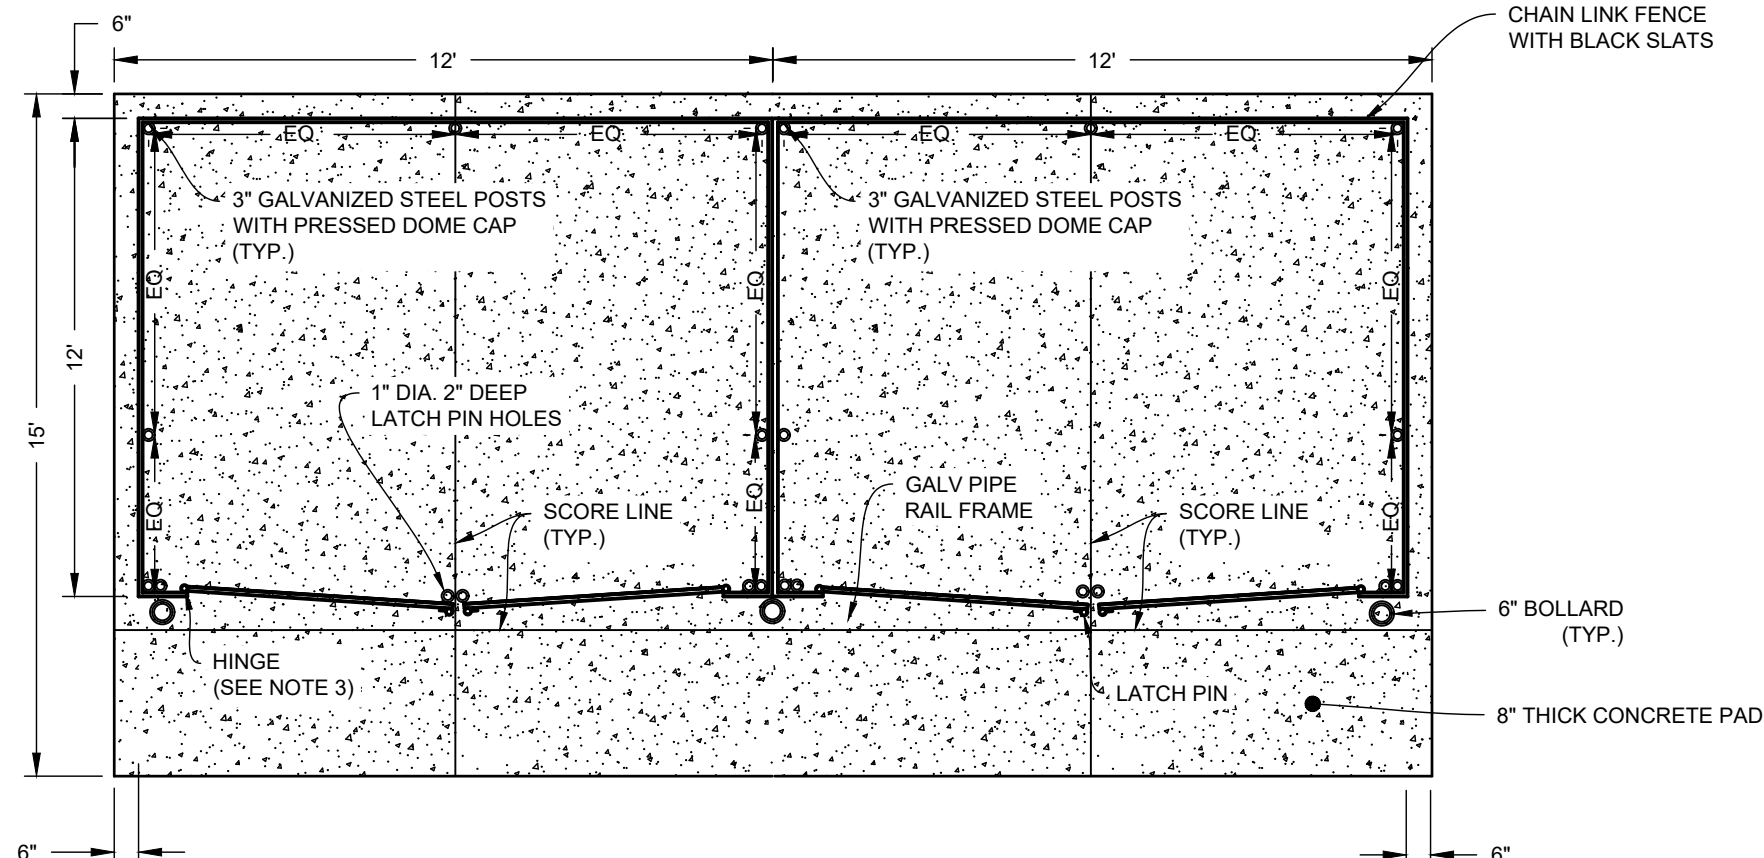 6"
CHAIN LINK FENCE
WITH BLACK SLATS
12'
12'
EQ
EQ
EQ
EQ
3" GALVANIZED STEEL POSTS
WITH PRESSED DOME CAP
(TYP.)
3" GALVANIZED STEEL POSTS
WITH PRESSED DOME CAP
(TYP.)
EQ
EQ
EQ
12'
15'
1" DIA. 2" DEEP
LATCH PIN HOLES
EQ
EQ
EQ
SCORE LINE
(TYP.)
GALV PIPE
RAIL FRAME
SCORE LINE
(TYP.)
6" BOLLARD
(TYP.)
HINGE
(SEE NOTE 3)
LATCH PIN
8" THICK CONCRETE PAD
6"
6"